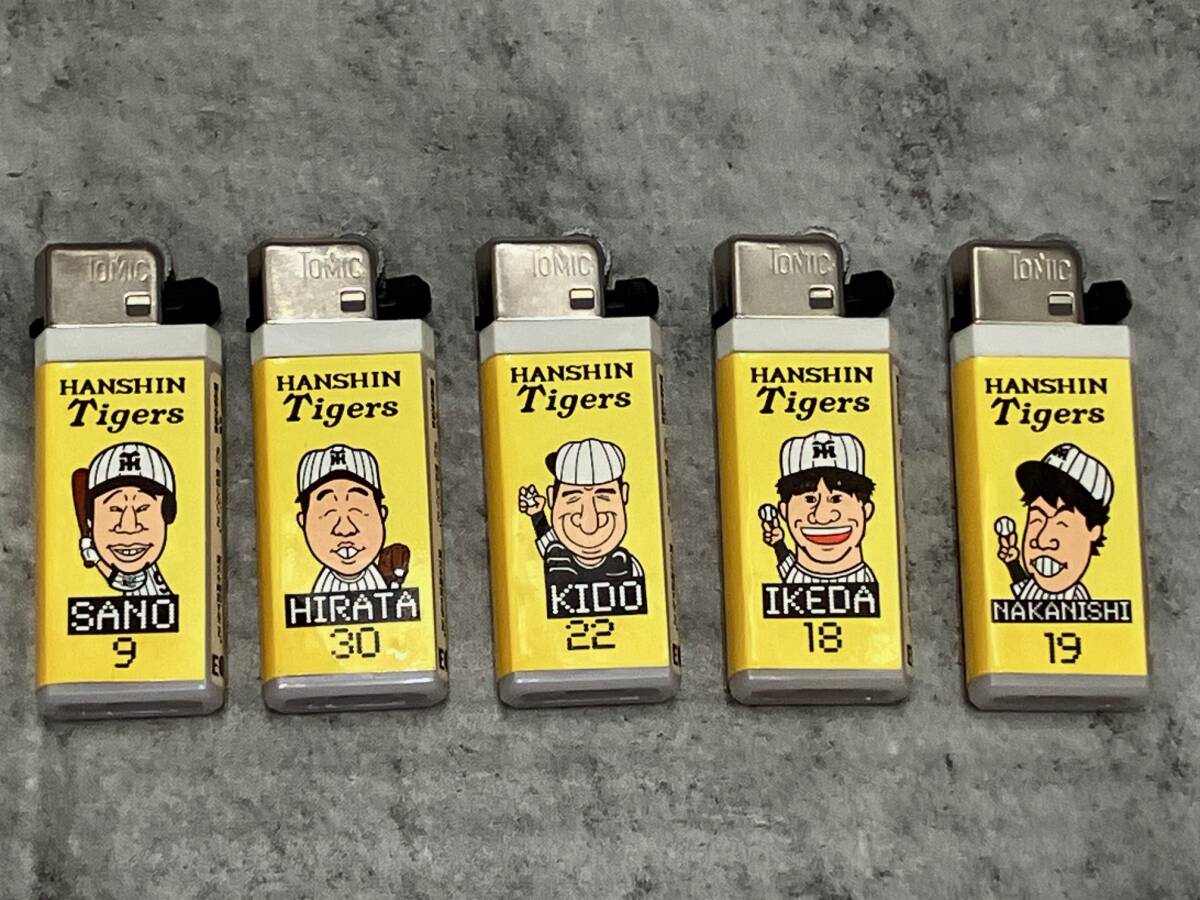 TOMIC
HANSHIN
Tigers
SANO
9
TOMIC
HANSHIN
Tigers
HIRATA
30
TOMIC
HANSHIN
Tigers
KIDO
22
TOMIC
HANSHIN
Tigers
IKEDA
18
TOMIC
HANSHIN
Tigers
NAKANISHI
19